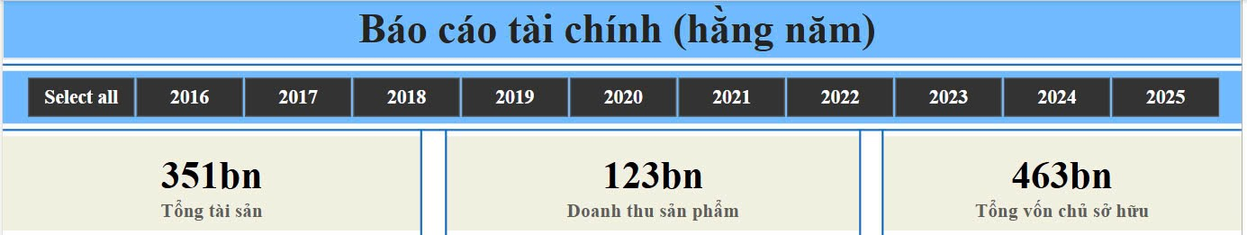 Báo cáo tài chính (hằng năm)
Select all 2016 2017 2018 2019 2020 2021 2022 2023 2024 2025
351bn 123bn 463bn
Tổng tài sản Doanh thu sản phẩm Tổng vốn chủ sở hữu